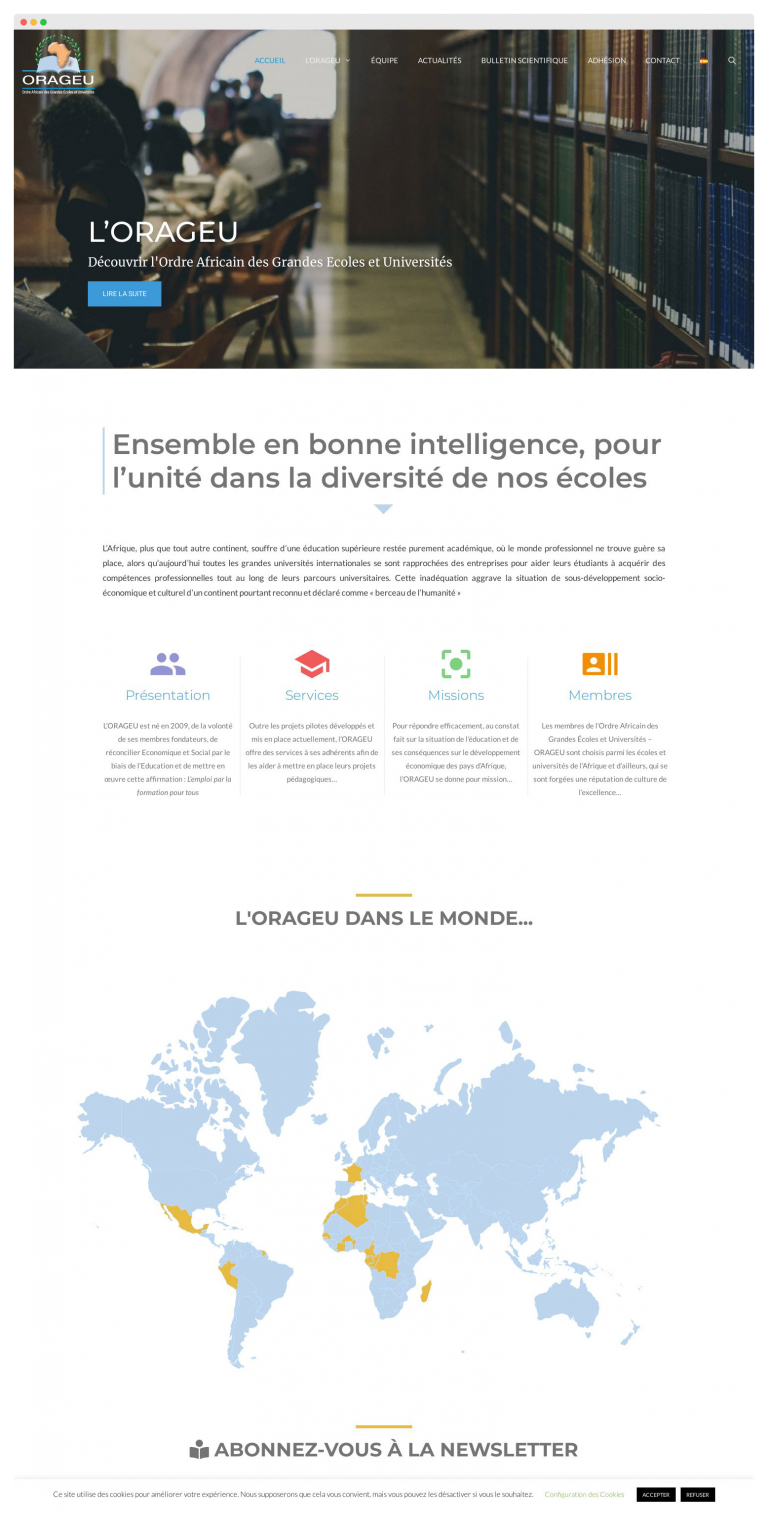 ORAGEU
Ordre Africain des Grandes Ecoles et Universités
ACCUEIL L'ORAGEU ÉQUIPE ACTUALITÉS BULLETIN SCIENTIFIQUE ADHÉSION CONTACT
L'ORAGEU
Découvrir l'Ordre Africain des Grandes Ecoles et Universités
LIRE LA SUITE
Ensemble en bonne intelligence, pour
l'unité dans la diversité de nos écoles
L'Afrique, plus que tout autre continent, souffre d'une éducation supérieure restée purement académique, où le monde professionnel ne trouve guère sa
place, alors qu'aujourd'hui toutes les grandes universités internationales se sont rapprochées des entreprises pour aider leurs étudiants à acquérir des
compétences professionnelles tout au long de leurs parcours universitaires. Cette inadéquation aggrave la situation de sous-développement socio-
économique et culturel d'un continent pourtant reconnu et déclaré comme « berceau de l'humanité »
Présentation
L'ORAGEU est né en 2009, de la volonté
de ses membres fondateurs, de
réconcilier Economique et Social par le
biais de l'Education et de mettre en
œuvre cette affirmation : L'emploi par la
formation pour tous
Services
Outre les projets pilotes développés et
mis en place actuellement, l'ORAGEU
offre des services à ses adhérents afin de
les aider à mettre en place leurs projets
pédagogiques...
Missions
Pour répondre efficacement, au constat
fait sur la situation de l'éducation et de
ses conséquences sur le développement
économique des pays d'Afrique,
l'ORAGEU se donne pour mission...
Membres
Les membres de l'Ordre Africain des
Grandes Écoles et Universités –
ORAGEU sont choisis parmi les écoles et
universités de l'Afrique et d'ailleurs, qui se
sont forgées une réputation de culture de
l'excellence...
L'ORAGEU DANS LE MONDE...
ABONNEZ-VOUS À LA NEWSLETTER
Ce site utilise des cookies pour améliorer votre expérience. Nous supposerons que cela vous convient, mais vous pouvez les désactiver si vous le souhaitez. Configuration des Cookies ACCEPTER REFUSER